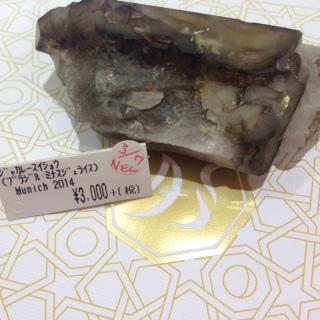 ジャカレースイショウ
(ブラジル ミナスジェライス)
Munich 2014
¥3,000+(税)
3/7
New